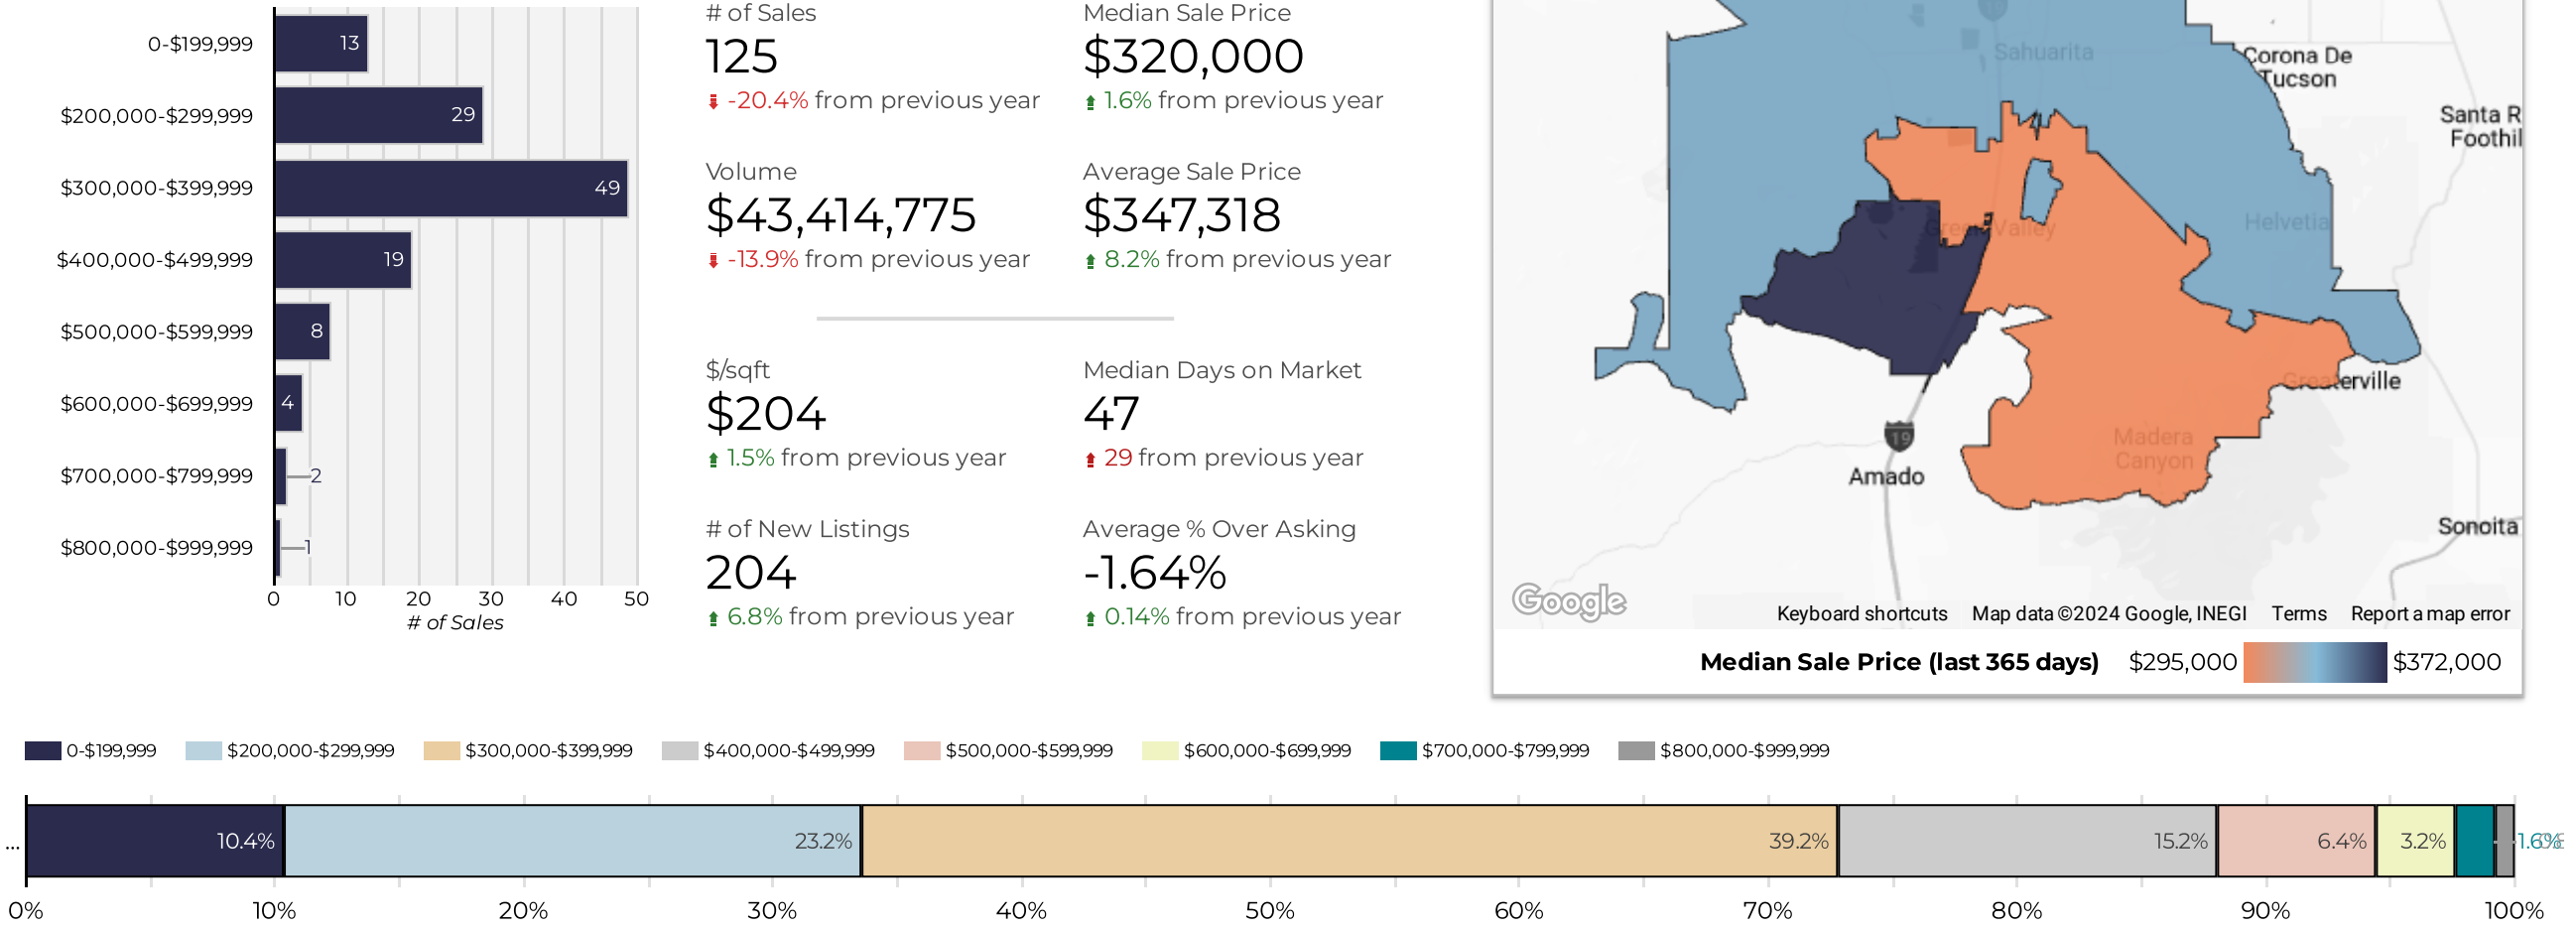 0-$199,999
13
$200,000-$299,999
29
$300,000-$399,999
49
$400,000-$499,999
19
$500,000-$599,999
8
$600,000-$699,999
4
$700,000-$799,999
2
$800,000-$999,999
1
0 10 20 30 40 50
# of Sales
# of Sales
125
-20.4% from previous year
Median Sale Price
$320,000
1.6% from previous year
Volume
$43,414,775
-13.9% from previous year
Average Sale Price
$347,318
8.2% from previous year
$/sqft
$204
1.5% from previous year
Median Days on Market
47
29 from previous year
# of New Listings
204
6.8% from previous year
Average % Over Asking
-1.64%
0.14% from previous year
19
Sahuarita
Corona De
Tucson
Santa R
Foothil
Green Valley
Helvetia
Greaterville
19
Madera
Canyon
Amado
Sonoita
Google
Keyboard shortcuts Map data ©2024 Google, INEGI Terms Report a map error
Median Sale Price (last 365 days) $295,000 $372,000
0-$199,999 $200,000-$299,999 $300,000-$399,999 $400,000-$499,999 $500,000-$599,999 $600,000-$699,999 $700,000-$799,999 $800,000-$999,999
... 10.4% 23.2% 39.2% 15.2% 6.4% 3.2% 1.6%
0% 10% 20% 30% 40% 50% 60% 70% 80% 90% 100%